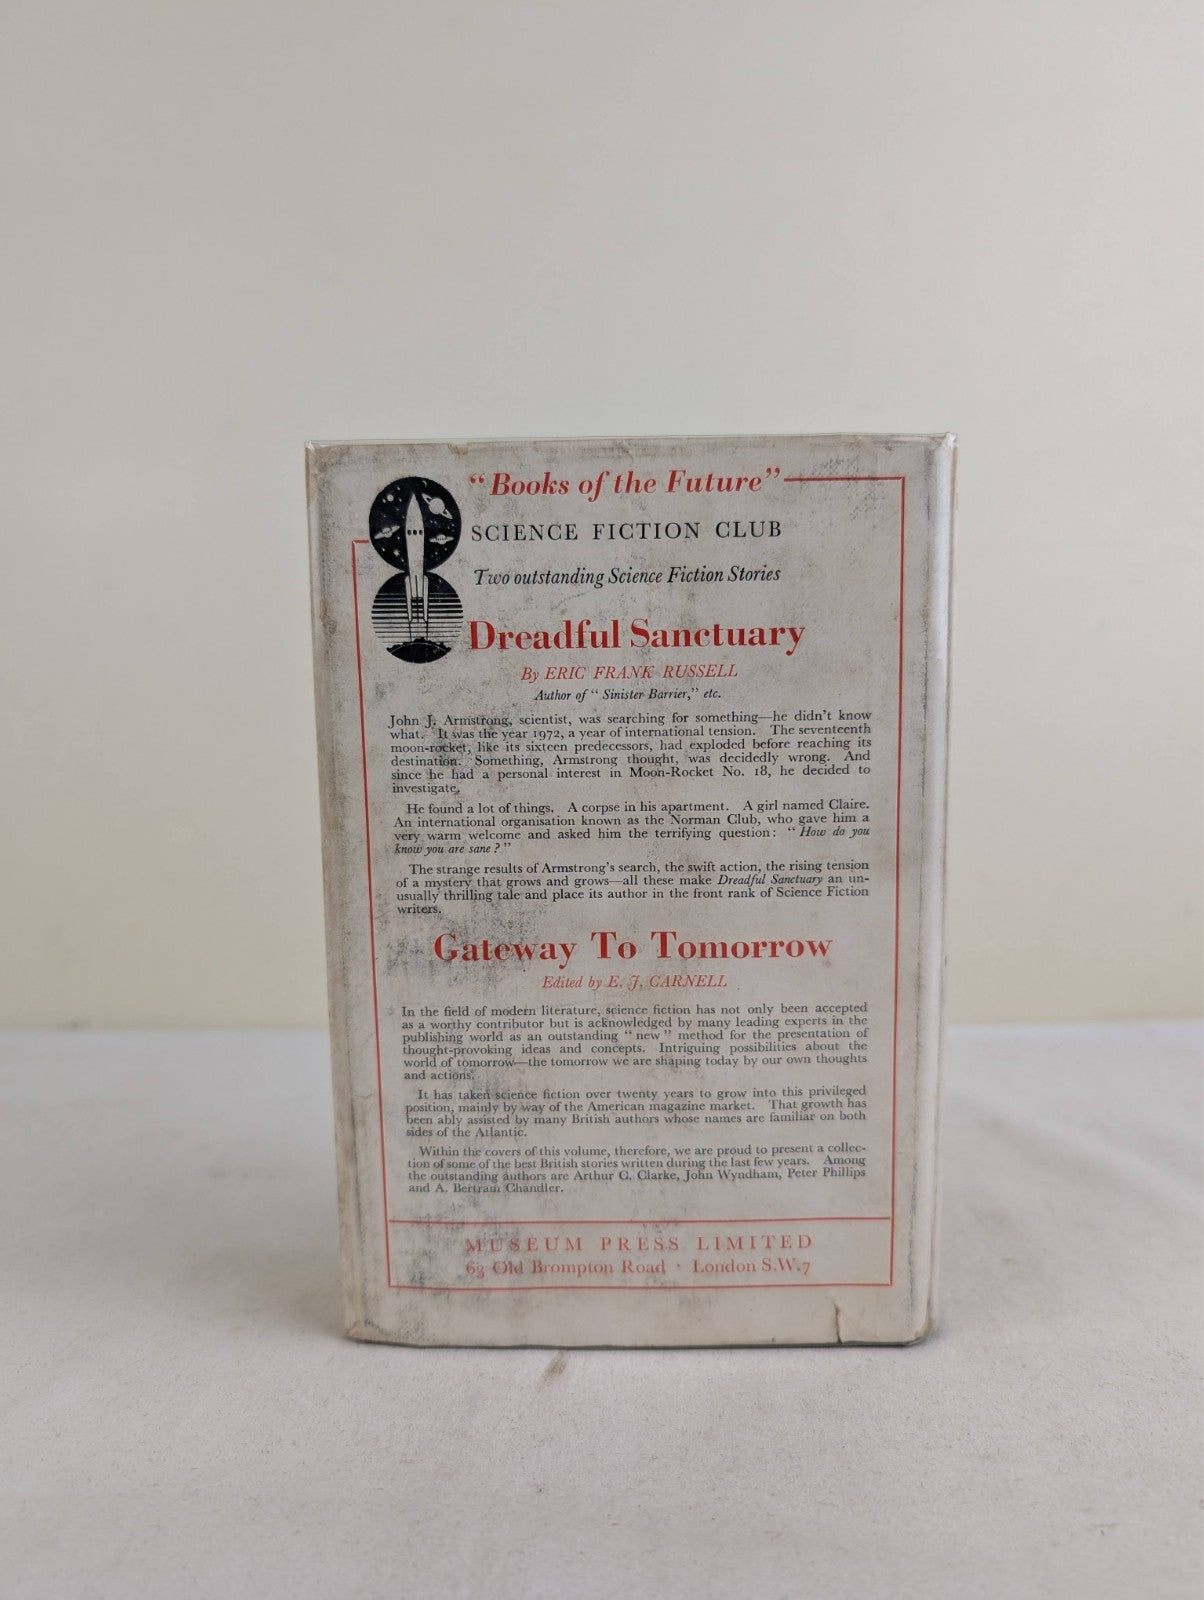 "Books of the Future"
SCIENCE FICTION CLUB
Two outstanding Science Fiction Stories
Dreadful Sanctuary
By ERIC FRANK RUSSELL
Author of "Sinister Barrier," etc.
John J. Armstrong, scientist, was searching for something—he didn't know
what. It was the year 1972, a year of international tension. The seventeenth
moon-rocket, like its sixteen predecessors, had exploded before reaching its
destination. Something, Armstrong thought, was decidedly wrong. And
since he had a personal interest in Moon-Rocket No. 18, he decided to
investigate.
He found a lot of things. A corpse in his apartment. A girl named Claire.
An international organisation known as the Norman Club, who gave him a
very warm welcome and asked him the terrifying question: "How do you
know you are sane?"
The strange results of Armstrong's search, the swift action, the rising tension
of a mystery that grows and grows—all these make Dreadful Sanctuary an un-
usually thrilling tale and place its author in the front rank of Science Fiction
writers.
Gateway To Tomorrow
Edited by E. J. CARNELL
In the field of modern literature, science fiction has not only been accepted
as a worthy contributor but is acknowledged by many leading experts in the
publishing world as an outstanding "new" method for the presentation of
thought-provoking ideas and concepts. Intriguing possibilities about the
world of tomorrow—the tomorrow we are shaping today by our own thoughts
and actions.
It has taken science fiction over twenty years to grow into this privileged
position, mainly by way of the American magazine market. That growth has
been ably assisted by many British authors whose names are familiar on both
sides of the Atlantic.
Within the covers of this volume, therefore, we are proud to present a collec-
tion of some of the best British stories written during the last few years. Among
the outstanding authors are Arthur C. Clarke, John Wyndham, Peter Phillips
and A. Bertram Chandler.
MUSEUM PRESS LIMITED
63 Old Brompton Road · London S.W.7